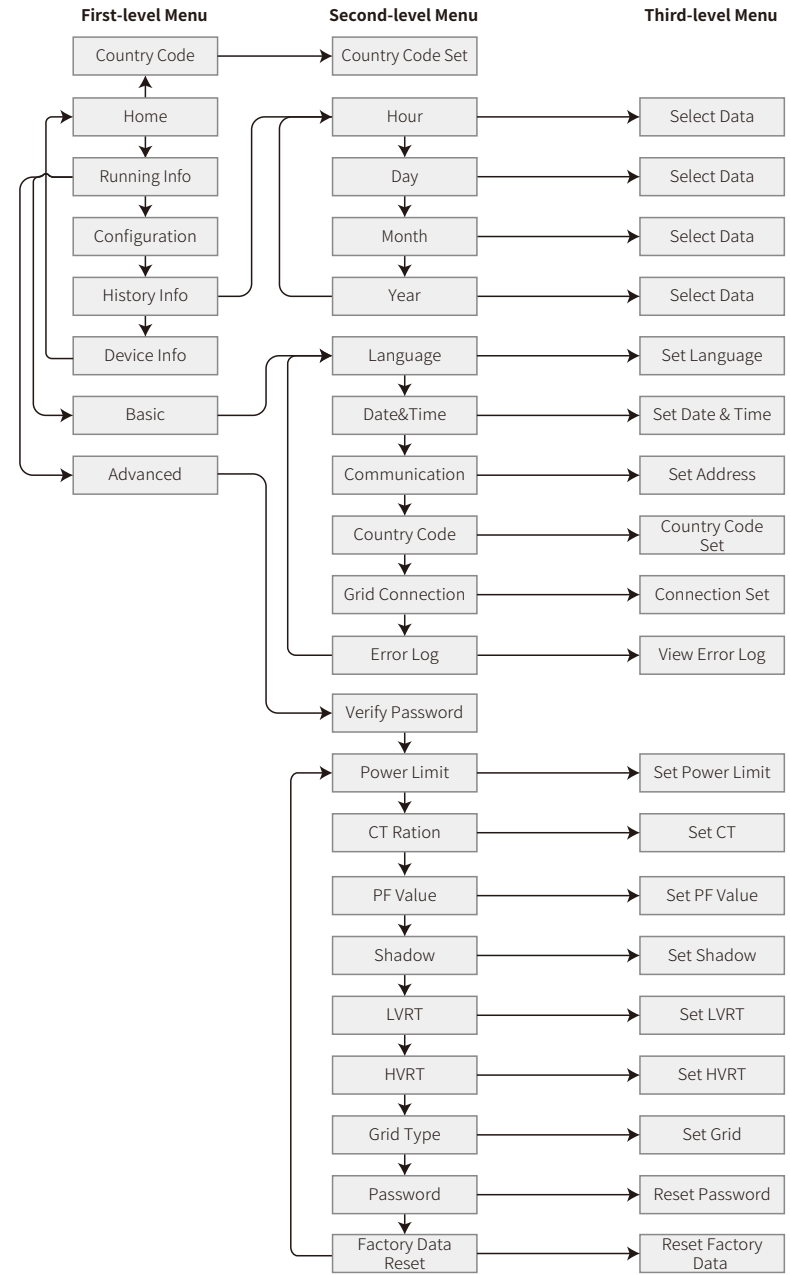 First-level Menu Second-level Menu Third-level Menu
Country Code Country Code Set
Home Hour Select Data
Running Info Day Select Data
Configuration Month Select Data
History Info Year Select Data
Device Info Language Set Language
Basic Date&Time Set Date & Time
Advanced Communication Set Address
Country Code Country Code
Set
Grid Connection Connection Set
Error Log View Error Log
Verify Password
Power Limit Set Power Limit
CT Ration Set CT
PF Value Set PF Value
Shadow Set Shadow
LVRT Set LVRT
HVRT Set HVRT
Grid Type Set Grid
Password Reset Password
Factory Data Reset Factory
Reset Data